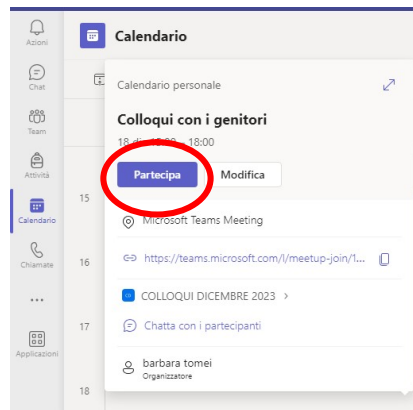 Azioni
Chat
Team
Attività
Calendario
Chiamate
Applicazioni
Calendario
Calendario personale
Colloqui con i genitori
18 - 18:00
Partecipa
Modifica
15
Microsoft Teams Meeting
https://teams.microsoft.com/l/meetup-join/1...
16
COLLOQUI DICEMBRE 2023 >
17
Chatta con i partecipanti
barbara tomei
Organizzatore
18